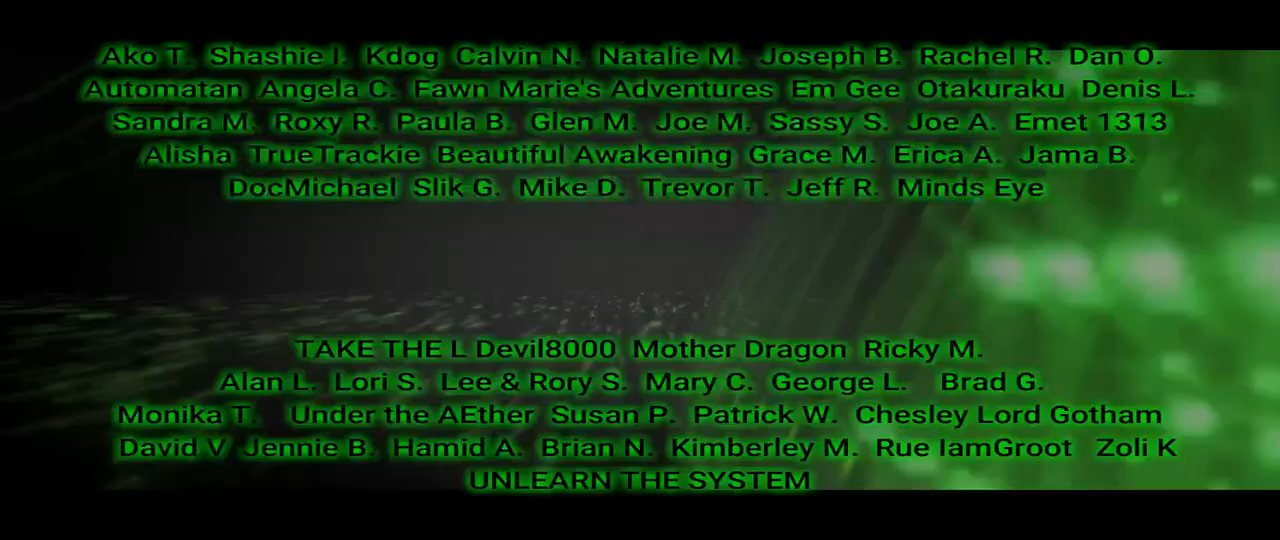 Ako T. Shashie I. Kdog Calvin N. Natalie M. Joseph B. Rachel R. Dan O.
Automatan Angela C. Fawn Marie's Adventures Em Gee Otakuraku Denis L.
Sandra M. Roxy R. Paula B. Glen M. Joe M. Sassy S. Joe A. Emet 1313
Alisha TrueTrackie Beautiful Awakening Grace M. Erica A. Jama B.
DocMichael Slik G. Mike D. Trevor T. Jeff R. Minds Eye
TAKE THE L Devil8000 Mother Dragon Ricky M.
Alan L. Lori S. Lee & Rory S. Mary C. George L. Brad G.
Monika T. Under the AEther Susan P. Patrick W. Chesley Lord Gotham
David V Jennie B. Hamid A. Brian N. Kimberley M. Rue IamGroot Zoli K
UNLEARN THE SYSTEM